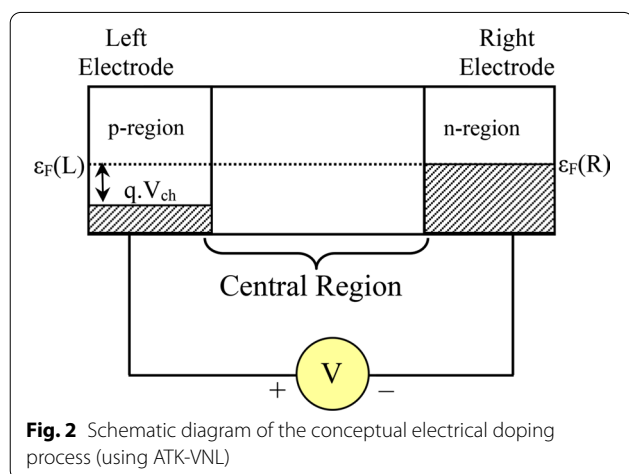 Left
Electrode
Right
Electrode
p-region
n-region
εF(L)
εF(R)
q.Vch
Central Region
V
+
−
Fig. 2 Schematic diagram of the conceptual electrical doping
process (using ATK-VNL)